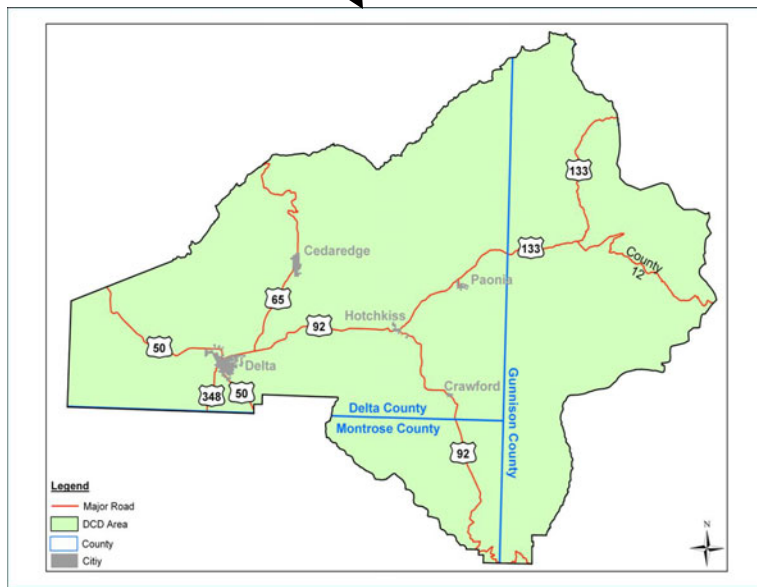 133
Cedaredge
133
County
12
Paonia
65
Hotchkiss
92
50
Delta
348
50
Crawford
Gunnison County
Delta County
Montrose County
92
Legend
Major Road
DCD Area
County
Citiy
N